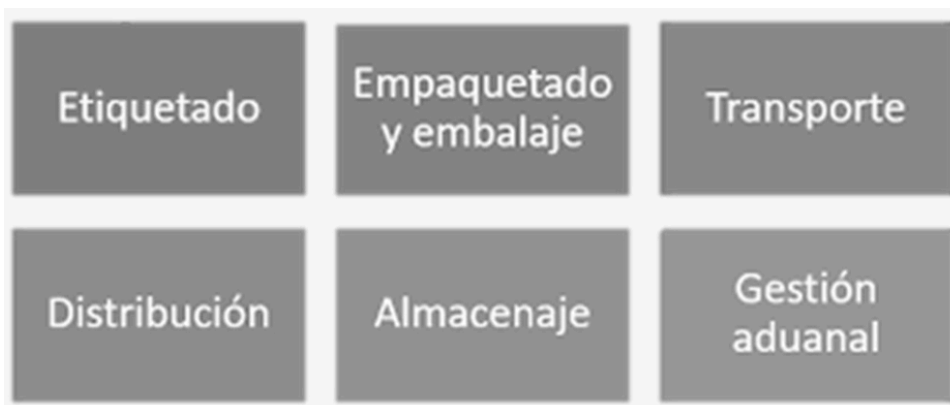 Etiquetado
Empaquetado
y embalaje
Transporte
Distribución
Almacenaje
Gestión
aduanal